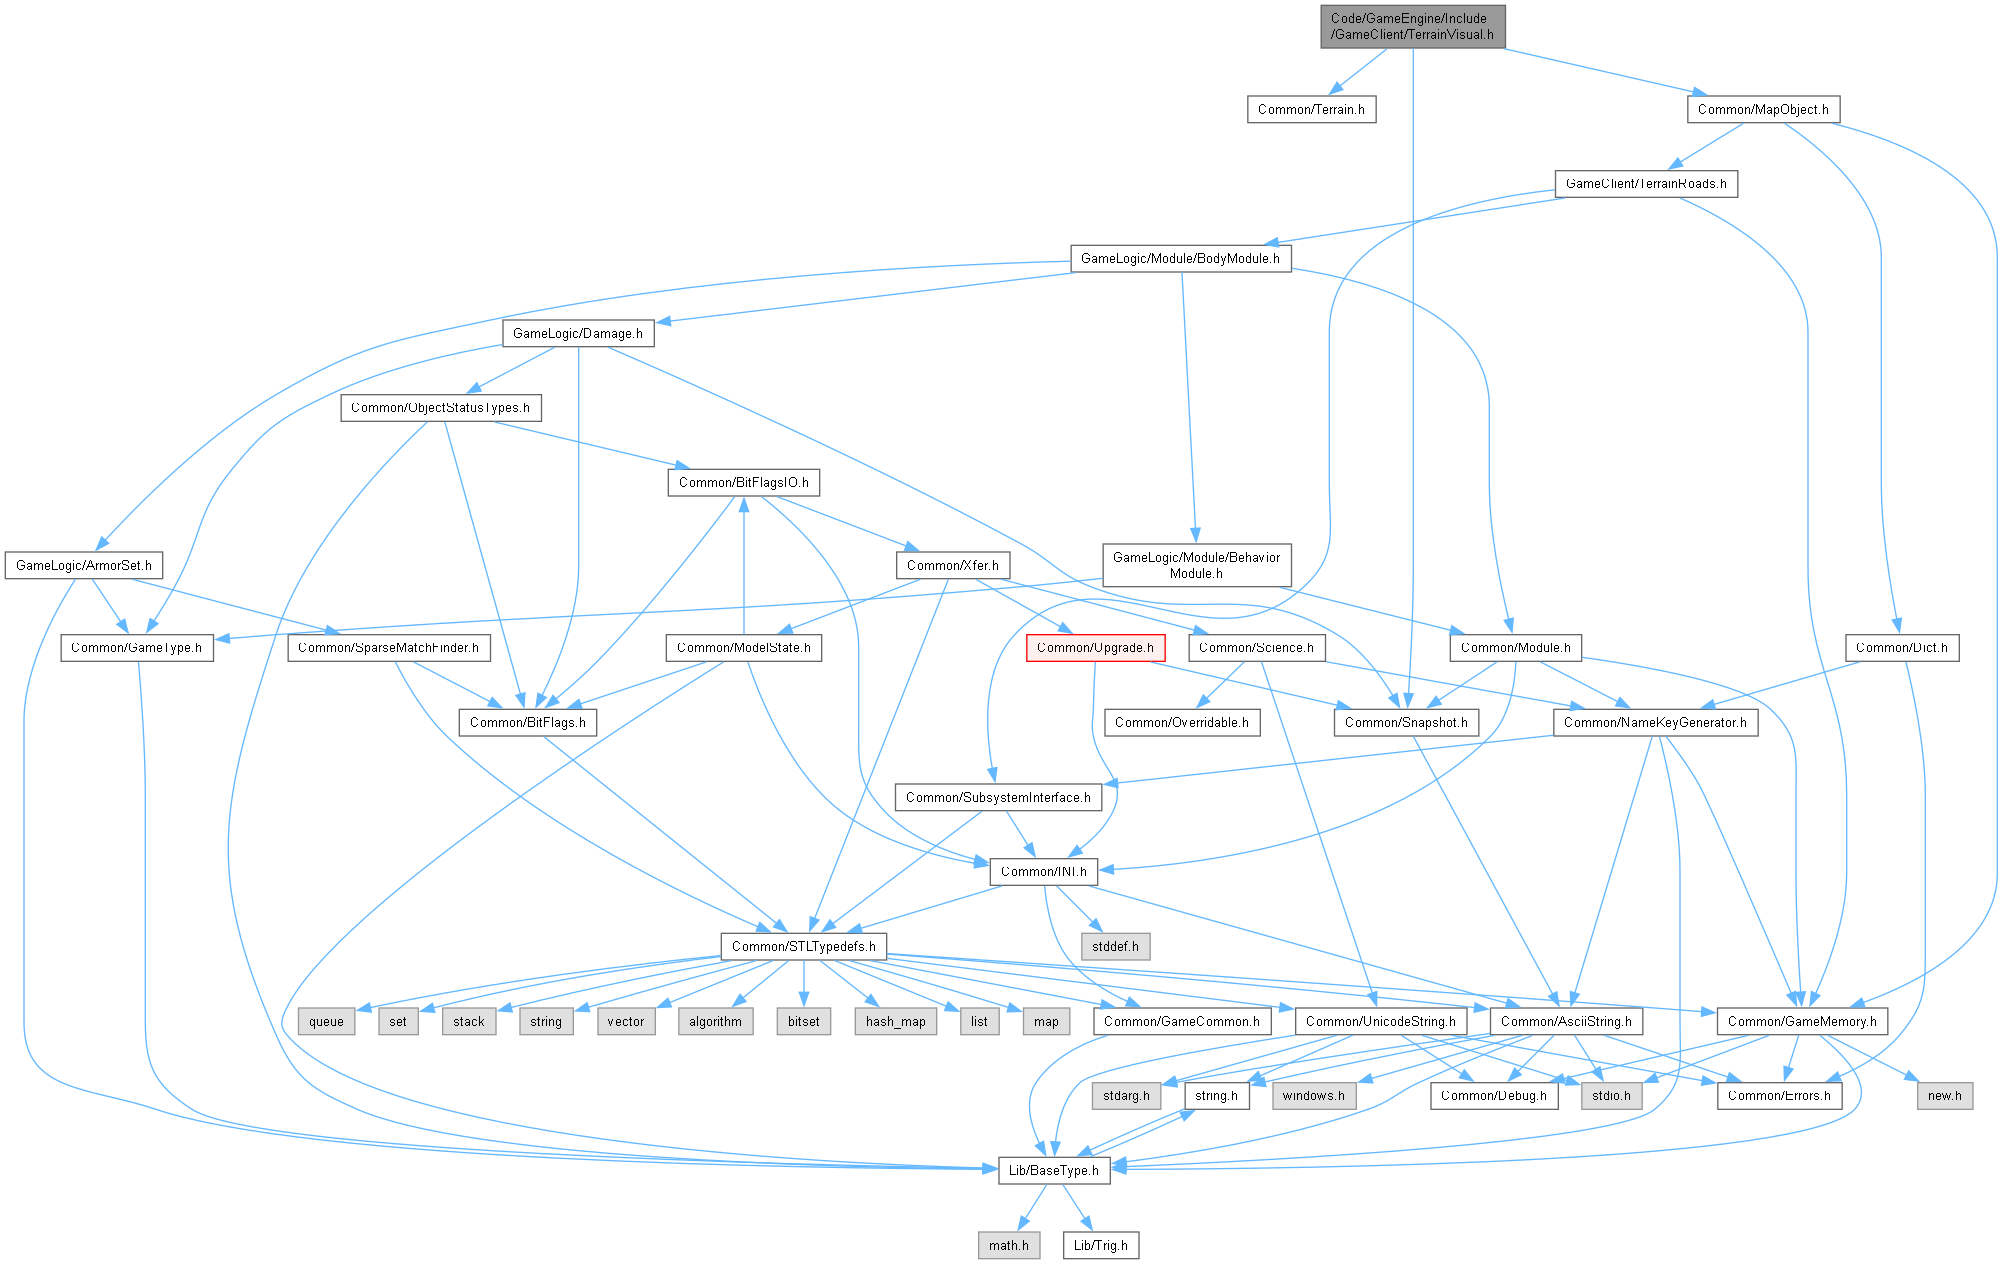 Code/GameEngine/Include
/GameClient/TerrainVisual.h
Common/Terrain.h
Common/MapObject.h
GameClient/TerrainRoads.h
GameLogic/Module/BodyModule.h
GameLogic/Damage.h
Common/ObjectStatusTypes.h
Common/BitFlagsIO.h
GameLogic/ArmorSet.h
Common/Xfer.h
GameLogic/Module/Behavior
Module.h
Common/GameType.h
Common/SparseMatchFinder.h
Common/ModelState.h
Common/Upgrade.h
Common/Science.h
Common/Module.h
Common/Dict.h
Common/BitFlags.h
Common/Overridable.h
Common/Snapshot.h
Common/NameKeyGenerator.h
Common/SubsystemInterface.h
Common/INI.h
Common/STLTypedefs.h
stddef.h
queue
set
stack
string
vector
algorithm
bitset
hash_map
list
map
Common/GameCommon.h
Common/UnicodeString.h
Common/AsciiString.h
Common/GameMemory.h
stdarg.h
string.h
windows.h
Common/Debug.h
stdio.h
Common/Errors.h
new.h
Lib/BaseType.h
math.h
Lib/Trig.h